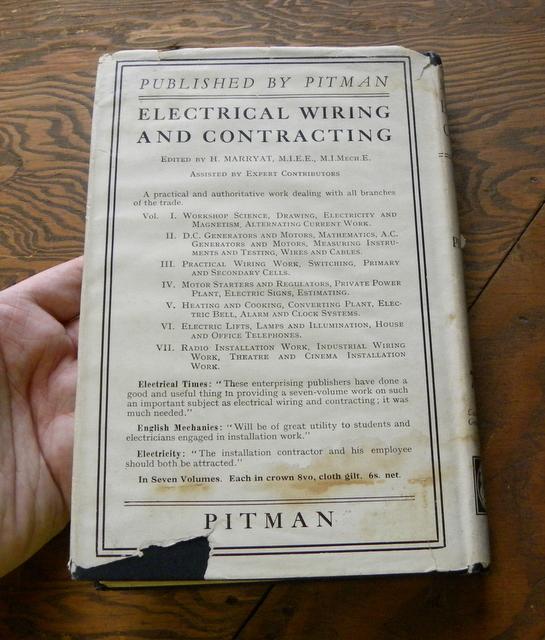 PUBLISHED BY PITMAN
ELECTRICAL WIRING
AND CONTRACTING
EDITED BY H. MARRYAT, M.I.E.E., M.I.MECH.E.
ASSISTED BY EXPERT CONTRIBUTORS
A practical and authoritative work dealing with all branches
of the trade.
VOL. I. WORKSHOP SCIENCE, DRAWING, ELECTRICITY AND
MAGNETISM, ALTERNATING CURRENT WORK.
II. D.C. GENERATORS AND MOTORS, MATHEMATICS, A.C.
GENERATORS AND MOTORS, MEASURING INSTRU-
MENTS AND TESTING, WIRES AND CABLES.
III. PRACTICAL WIRING WORK, SWITCHING, PRIMARY
AND SECONDARY CELLS.
IV. MOTOR STARTERS AND REGULATORS, PRIVATE POWER
PLANT, ELECTRIC SIGNS, ESTIMATING.
V. HEATING AND COOKING, CONVERTING PLANT, ELEC-
TRIC BELL, ALARM AND CLOCK SYSTEMS.
VI. ELECTRIC LIFTS, LAMPS AND ILLUMINATION, HOUSE
AND OFFICE TELEPHONES.
VII. RADIO INSTALLATION WORK, INDUSTRIAL WIRING
WORK, THEATRE AND CINEMA INSTALLATION
WORK.
Electrical Times: "These enterprising publishers have done a
good and useful thing in providing a seven-volume work on such
an important subject as electrical wiring and contracting; it was
much needed."
English Mechanics: "Will be of great utility to students and
electricians engaged in installation work."
Electricity: "The installation contractor and his employee
should both be attracted."
In Seven Volumes. Each in crown 8vo, cloth gilt. 6s. net.
PITMAN